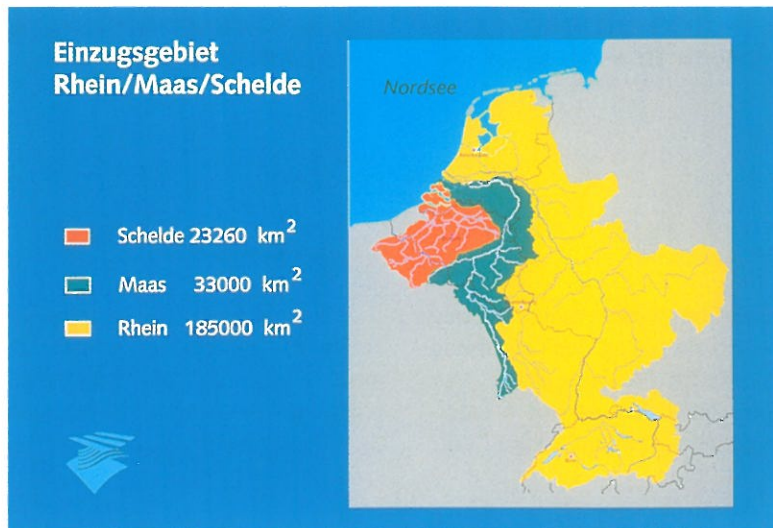 Einzugsgebiet
Rhein/Maas/Schelde
Nordsee
Schelde 23260 km²
Maas 33000 km²
Rhein 185000 km²